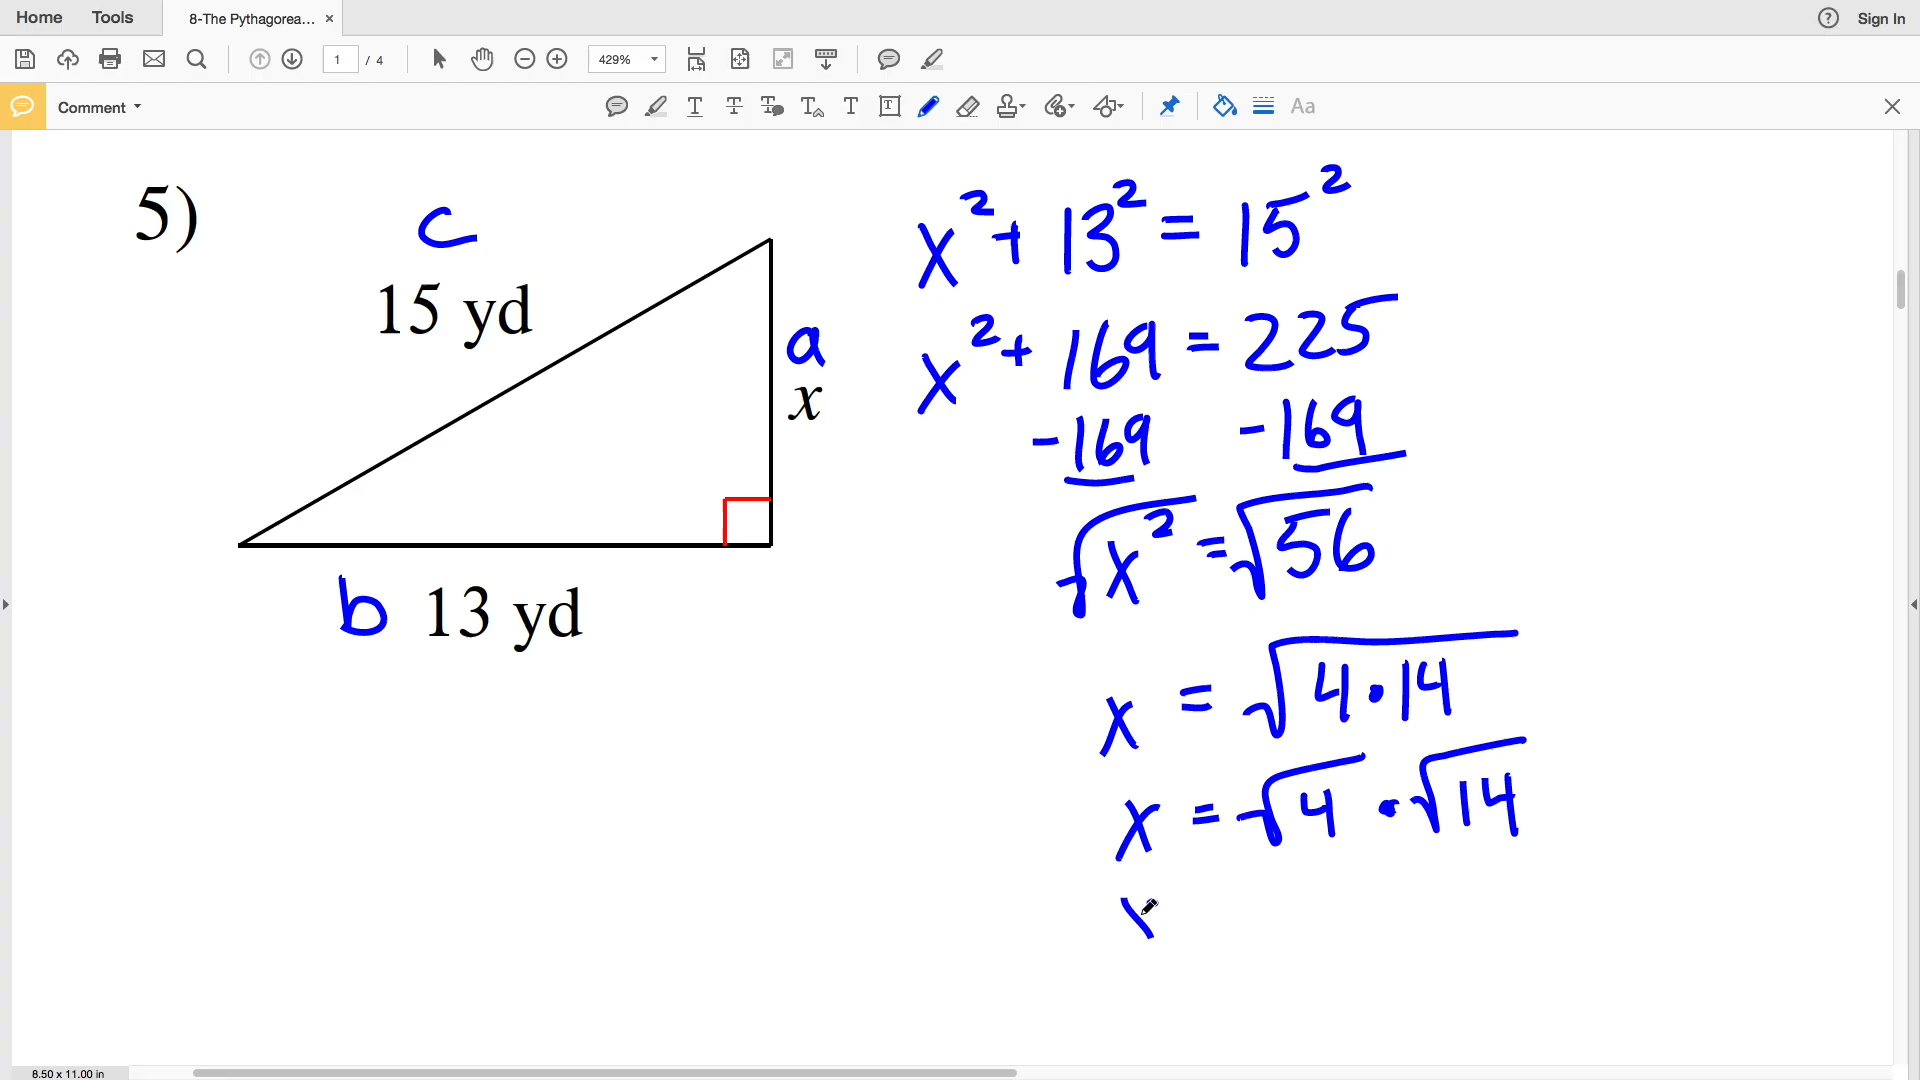 Home Tools 8-The Pythagorea... × Sign In
1 / 4 429%
Comment Aa
5)
c
15 yd
a
x
b 13 yd
x² + 13² = 15²
x² + 169 = 225
-169 -169
√x² = √56
x = √4·14
x = √4 · √14
8.50 x 11.00 in